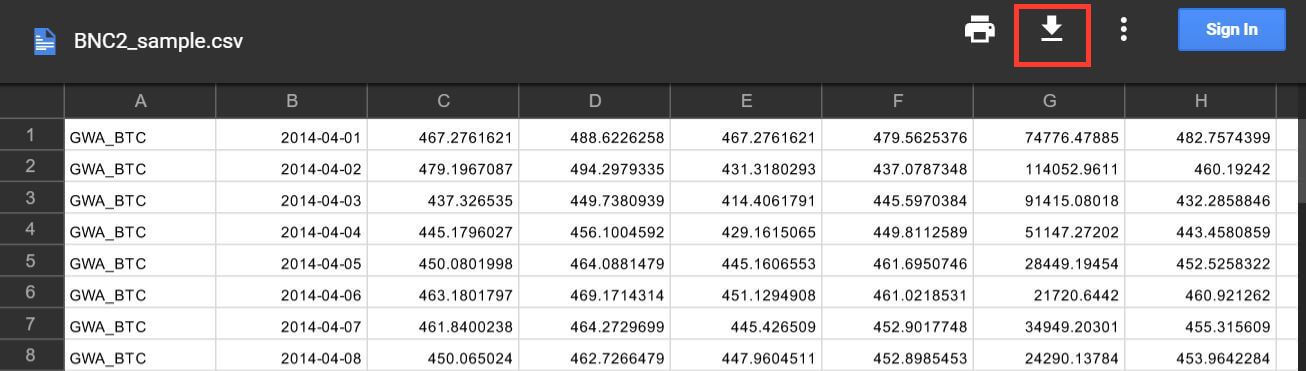 BNC2_sample.csv Sign In
A B C D E F G H
1 GWA_BTC 2014-04-01 467.2761621 488.6226258 467.2761621 479.5625376 74776.47885 482.7574399
2 GWA_BTC 2014-04-02 479.1967087 494.2979335 431.3180293 437.0787348 114052.9611 460.19242
3 GWA_BTC 2014-04-03 437.326535 449.7380939 414.4061791 445.5970384 91415.08018 432.2858846
4 GWA_BTC 2014-04-04 445.1796027 456.1004592 429.1615065 449.8112589 51147.27202 443.4580859
5 GWA_BTC 2014-04-05 450.0801998 464.0881479 445.1606553 461.6950746 28449.19454 452.5258322
6 GWA_BTC 2014-04-06 463.1801797 469.1714314 451.1294908 461.0218531 21720.6442 460.921262
7 GWA_BTC 2014-04-07 461.8400238 464.2729699 445.426509 452.9017748 34949.20301 455.315609
8 GWA_BTC 2014-04-08 450.065024 462.7266479 447.9604511 452.8985453 24290.13784 453.9642284